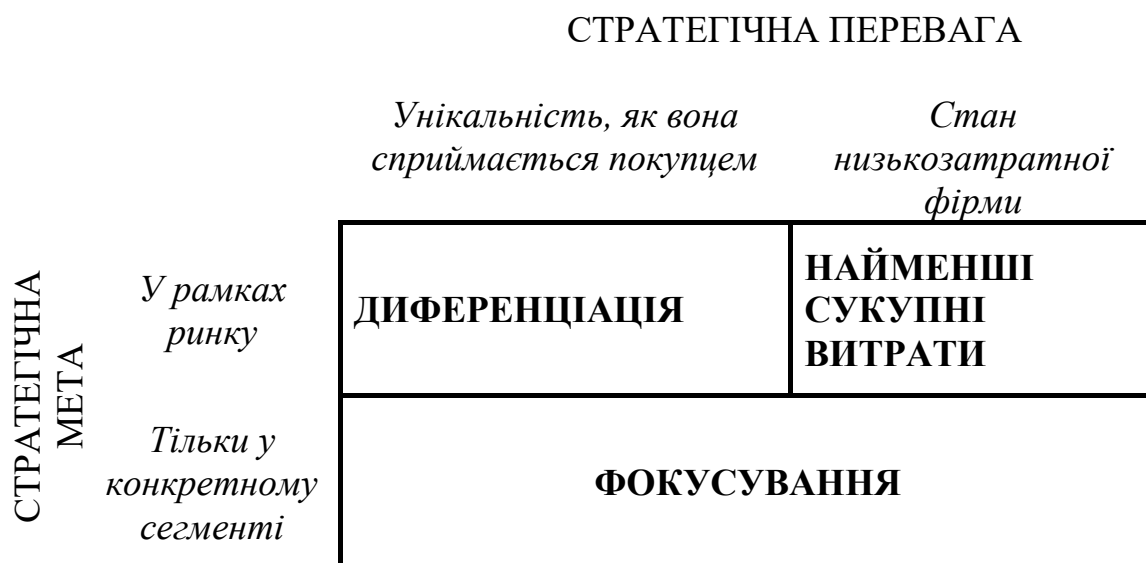 СТРАТЕГІЧНА ПЕРЕВАГА
Унікальність, як вона
сприймається покупцем
Стан
низькозатратної
фірми
СТРАТЕГІЧНА
МЕТА
У рамках
ринку
ДИФЕРЕНЦІАЦІЯ
НАЙМЕНШІ
СУКУПНІ
ВИТРАТИ
Тільки у
конкретному
сегменті
ФОКУСУВАННЯ